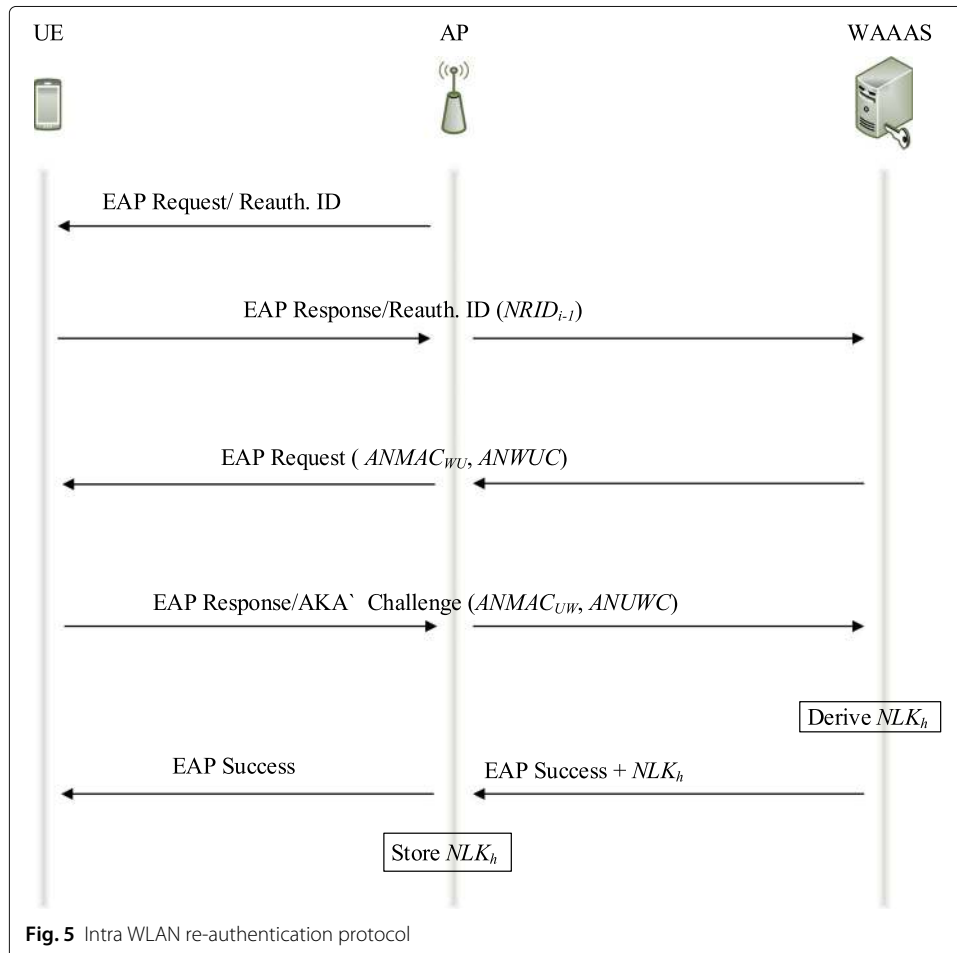 UE AP WAAAS
EAP Request/ Reauth. ID
EAP Response/Reauth. ID (NRID_{i-1})
EAP Request ( ANMAC_{WU}, ANWUC)
EAP Response/AKA` Challenge (ANMAC_{UW}, ANUWC)
Derive NLK_h
EAP Success EAP Success + NLK_h
Store NLK_h
Fig. 5 Intra WLAN re-authentication protocol